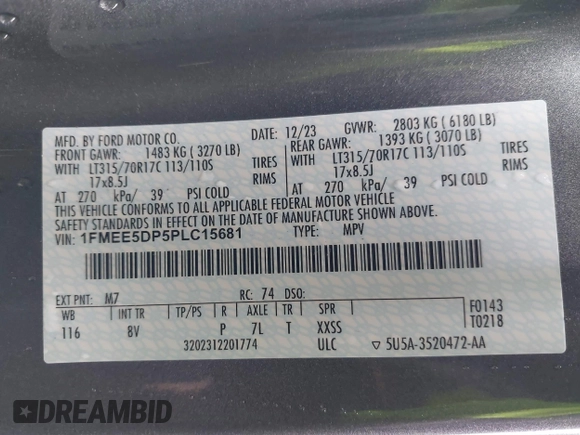 MFD. BY FORD MOTOR CO.
DATE: 12/23 GVWR: 2803 KG ( 6180 LB)
FRONT GAWR: 1483 KG ( 3270 LB) REAR GAWR: 1393 KG ( 3070 LB)
LT315/70R17C 113/110S TIRES LT315/70R17C 113/110S TIRES
17x8.5J RIMS 17x8.5J RIMS
AT 270 kPa/ 39 PSI COLD AT 270 kPa/ 39 PSI COLD
THIS VEHICLE CONFORMS TO ALL APPLICABLE FEDERAL MOTOR VEHICLE
SAFETY STANDARDS IN EFFECT ON THE DATE OF MANUFACTURE SHOWN ABOVE.
VIN: 1FMEE5DP5PLC15681 TYPE: MPV
EXT PNT: M7 RC: 74 DSO: F0143
WB INT TR TP/PS R AXLE TR SPR T0218
116 8V P 7L T XXSS
3202312201774 ULC ▽ 5U5A-3520472-AA
DREAMBID